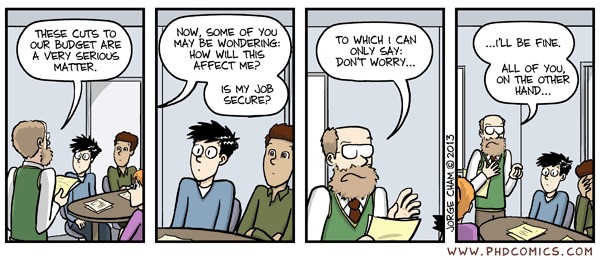 THESE CUTS TO
OUR BUDGET ARE
A VERY SERIOUS
MATTER.
NOW, SOME OF YOU
MAY BE WONDERING:
HOW WILL THIS
AFFECT ME?
IS MY JOB
SECURE?
TO WHICH I CAN
ONLY SAY:
DON'T WORRY...
JORGE CHAM © 2013
...I'LL BE FINE.
ALL OF YOU,
ON THE OTHER
HAND...
WWW.PHDCOMICS.COM